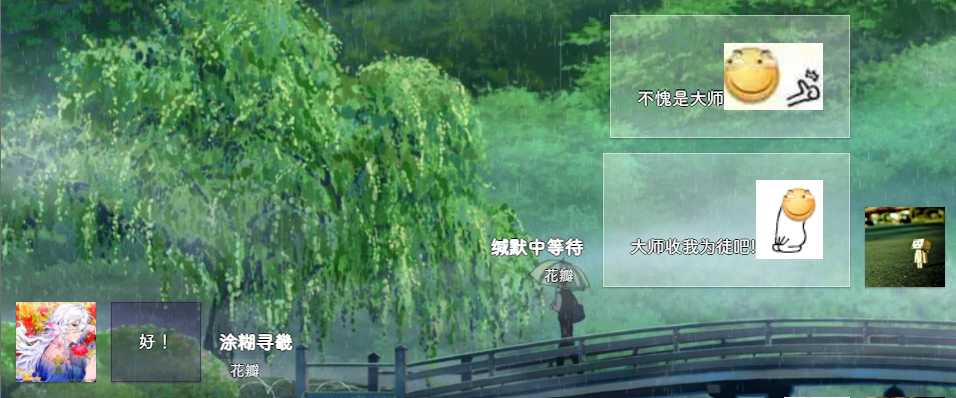 不愧是大师
大师收我为徒吧!
缄默中等待
花瓣
好！
涂糊寻羲
花瓣